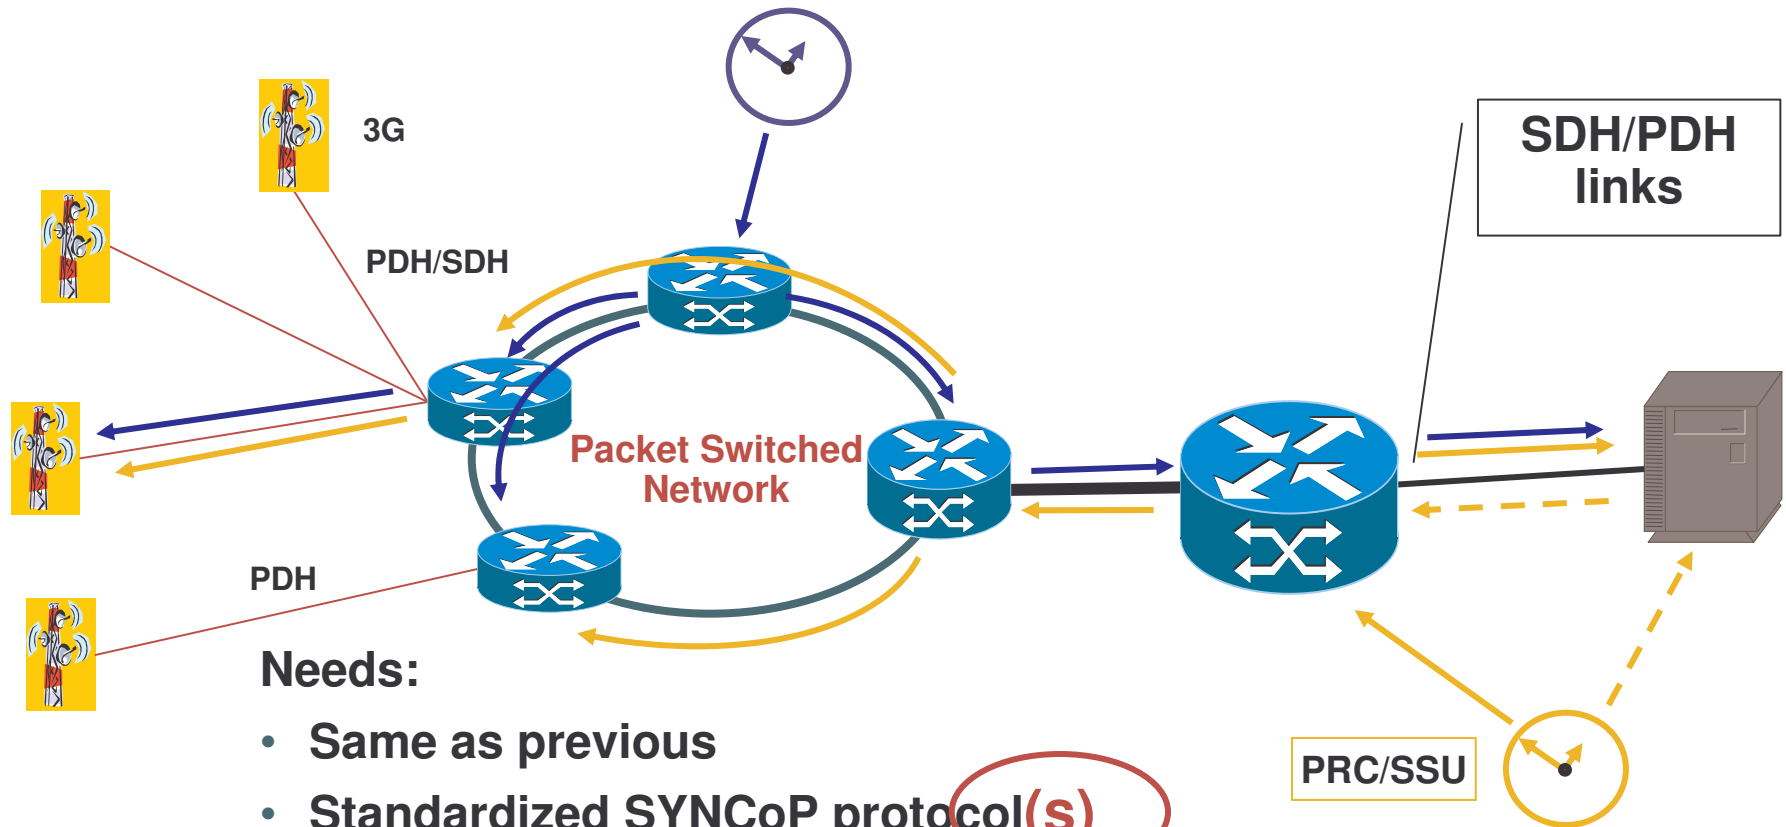 3G
SDH/PDH
links
PDH/SDH
Packet Switched
Network
PDH
Needs:
• Same as previous
PRC/SSU
• Standardized SYNCoP protocol(s)